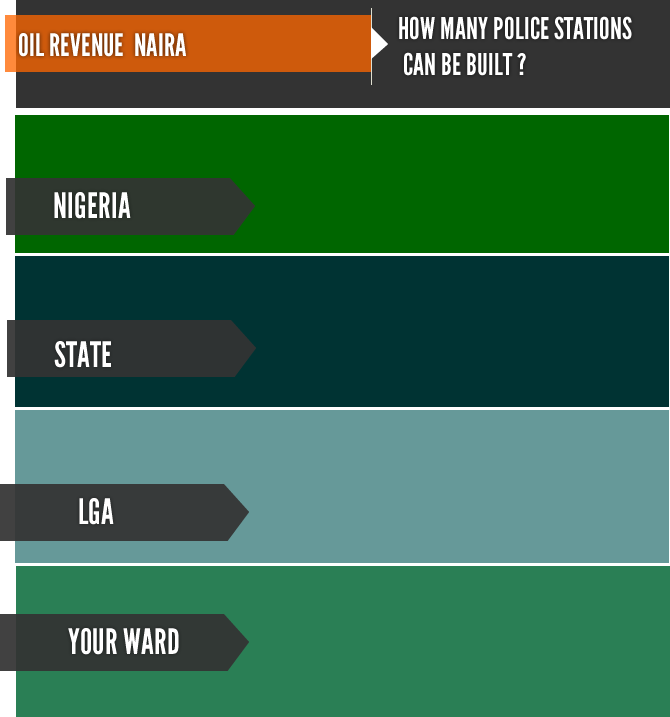 OIL REVENUE NAIRA
HOW MANY POLICE STATIONS
CAN BE BUILT ?
NIGERIA
STATE
LGA
YOUR WARD